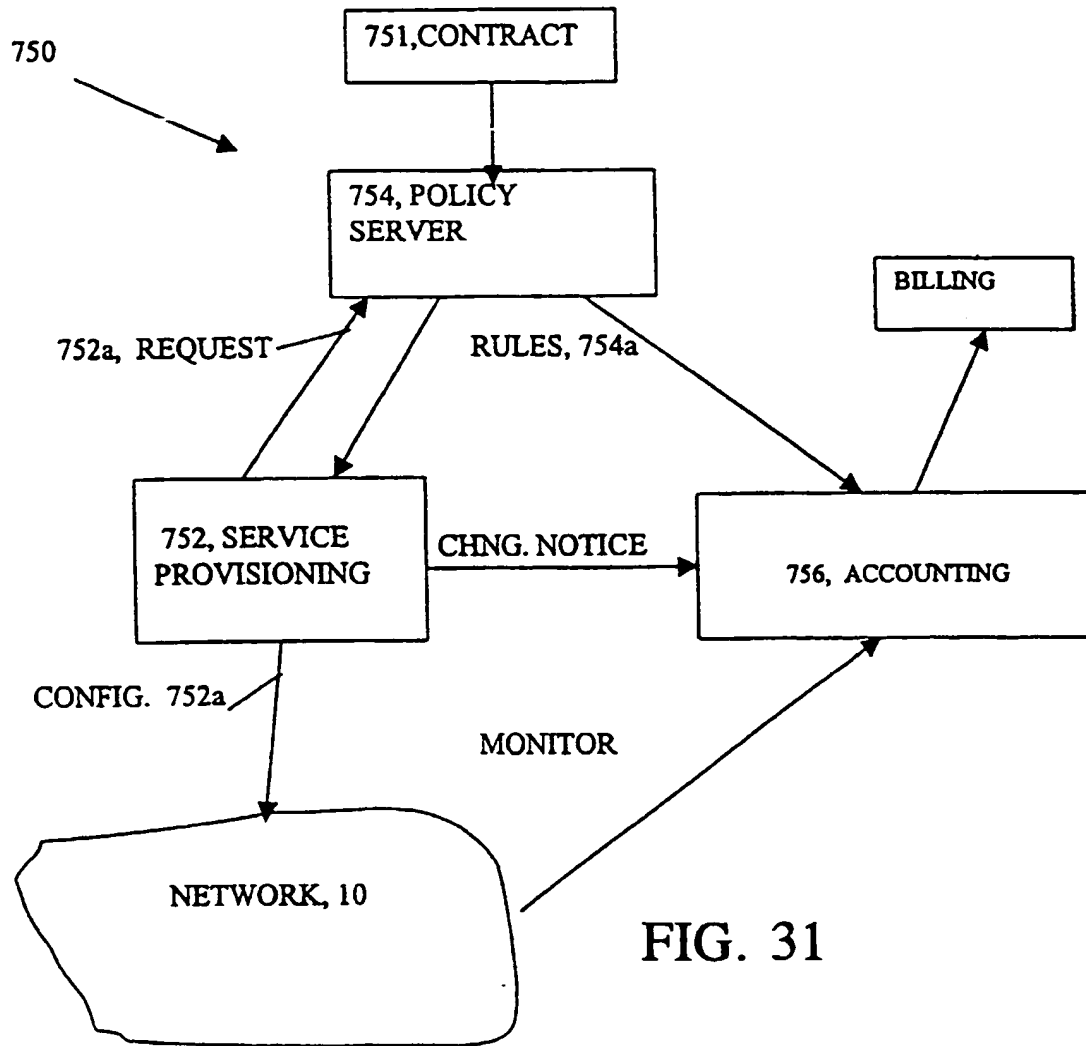 751,CONTRACT
750
754, POLICY
SERVER
BILLING
752a, REQUEST
RULES, 754a
752, SERVICE
PROVISIONING
CHNG. NOTICE
756, ACCOUNTING
CONFIG. 752a
MONITOR
NETWORK, 10
FIG. 31